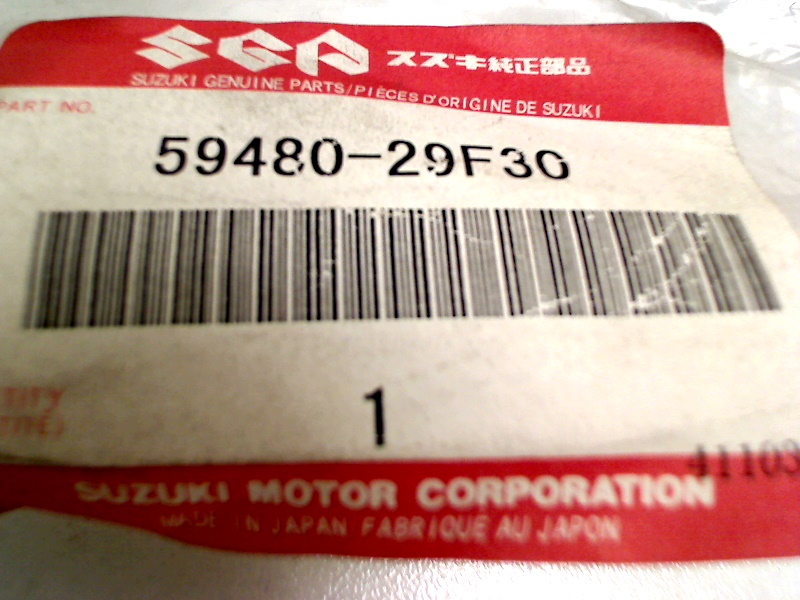 SGP スズキ純正部品
SUZUKI GENUINE PARTS/PIÈCES D'ORIGINE DE SUZUKI
PART NO.
59480-29F30
1
41103
SUZUKI MOTOR CORPORATION
MADE IN JAPAN FABRIQUE AU JAPON